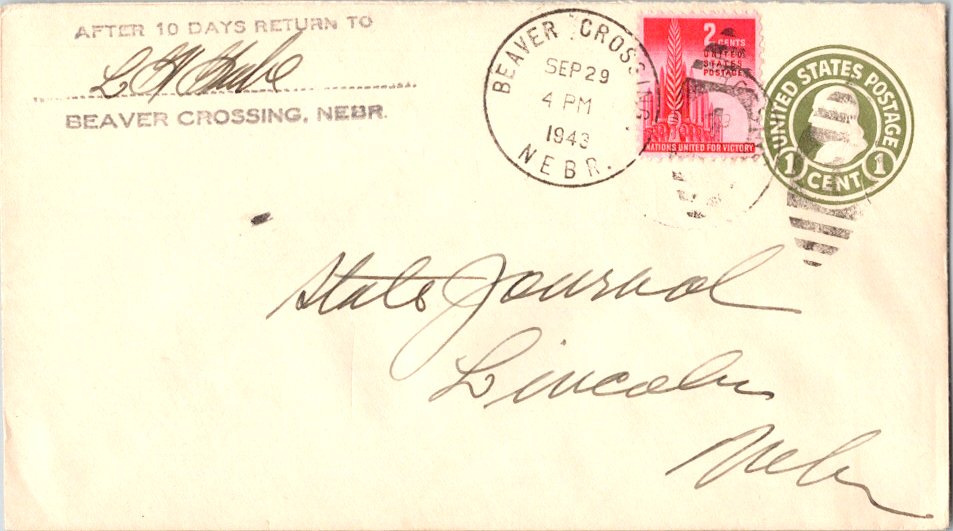 AFTER 10 DAYS RETURN TO
L H
BEAVER CROSSING, NEBR.
BEAVER CROSSING
SEP 29
4 PM
1943
NEBR.
2 CENTS
UNITED
STATES
POSTAGE
NATIONS UNITED FOR VICTORY
UNITED STATES POSTAGE
1 CENT 1
State Journal
Lincoln
Nebr